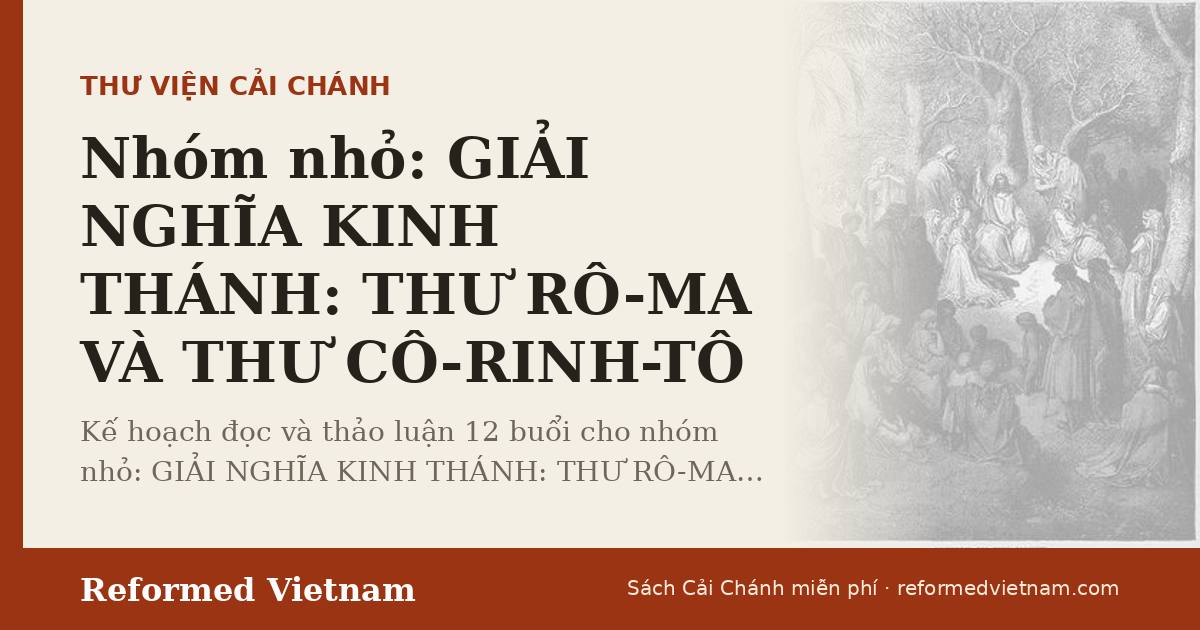 THƯ VIỆN CẢI CHÁNH
Nhóm nhỏ: GIẢI
NGHĨA KINH
THÁNH: THƯ RÔ-MA
VÀ THƯ CÔ-RINH-TÔ
Kế hoạch đọc và thảo luận 12 buổi cho nhóm
nhỏ: GIẢI NGHĨA KINH THÁNH: THƯ RÔ-MA...
Reformed Vietnam
Sách Cải Chánh miễn phí · reformedvietnam.com